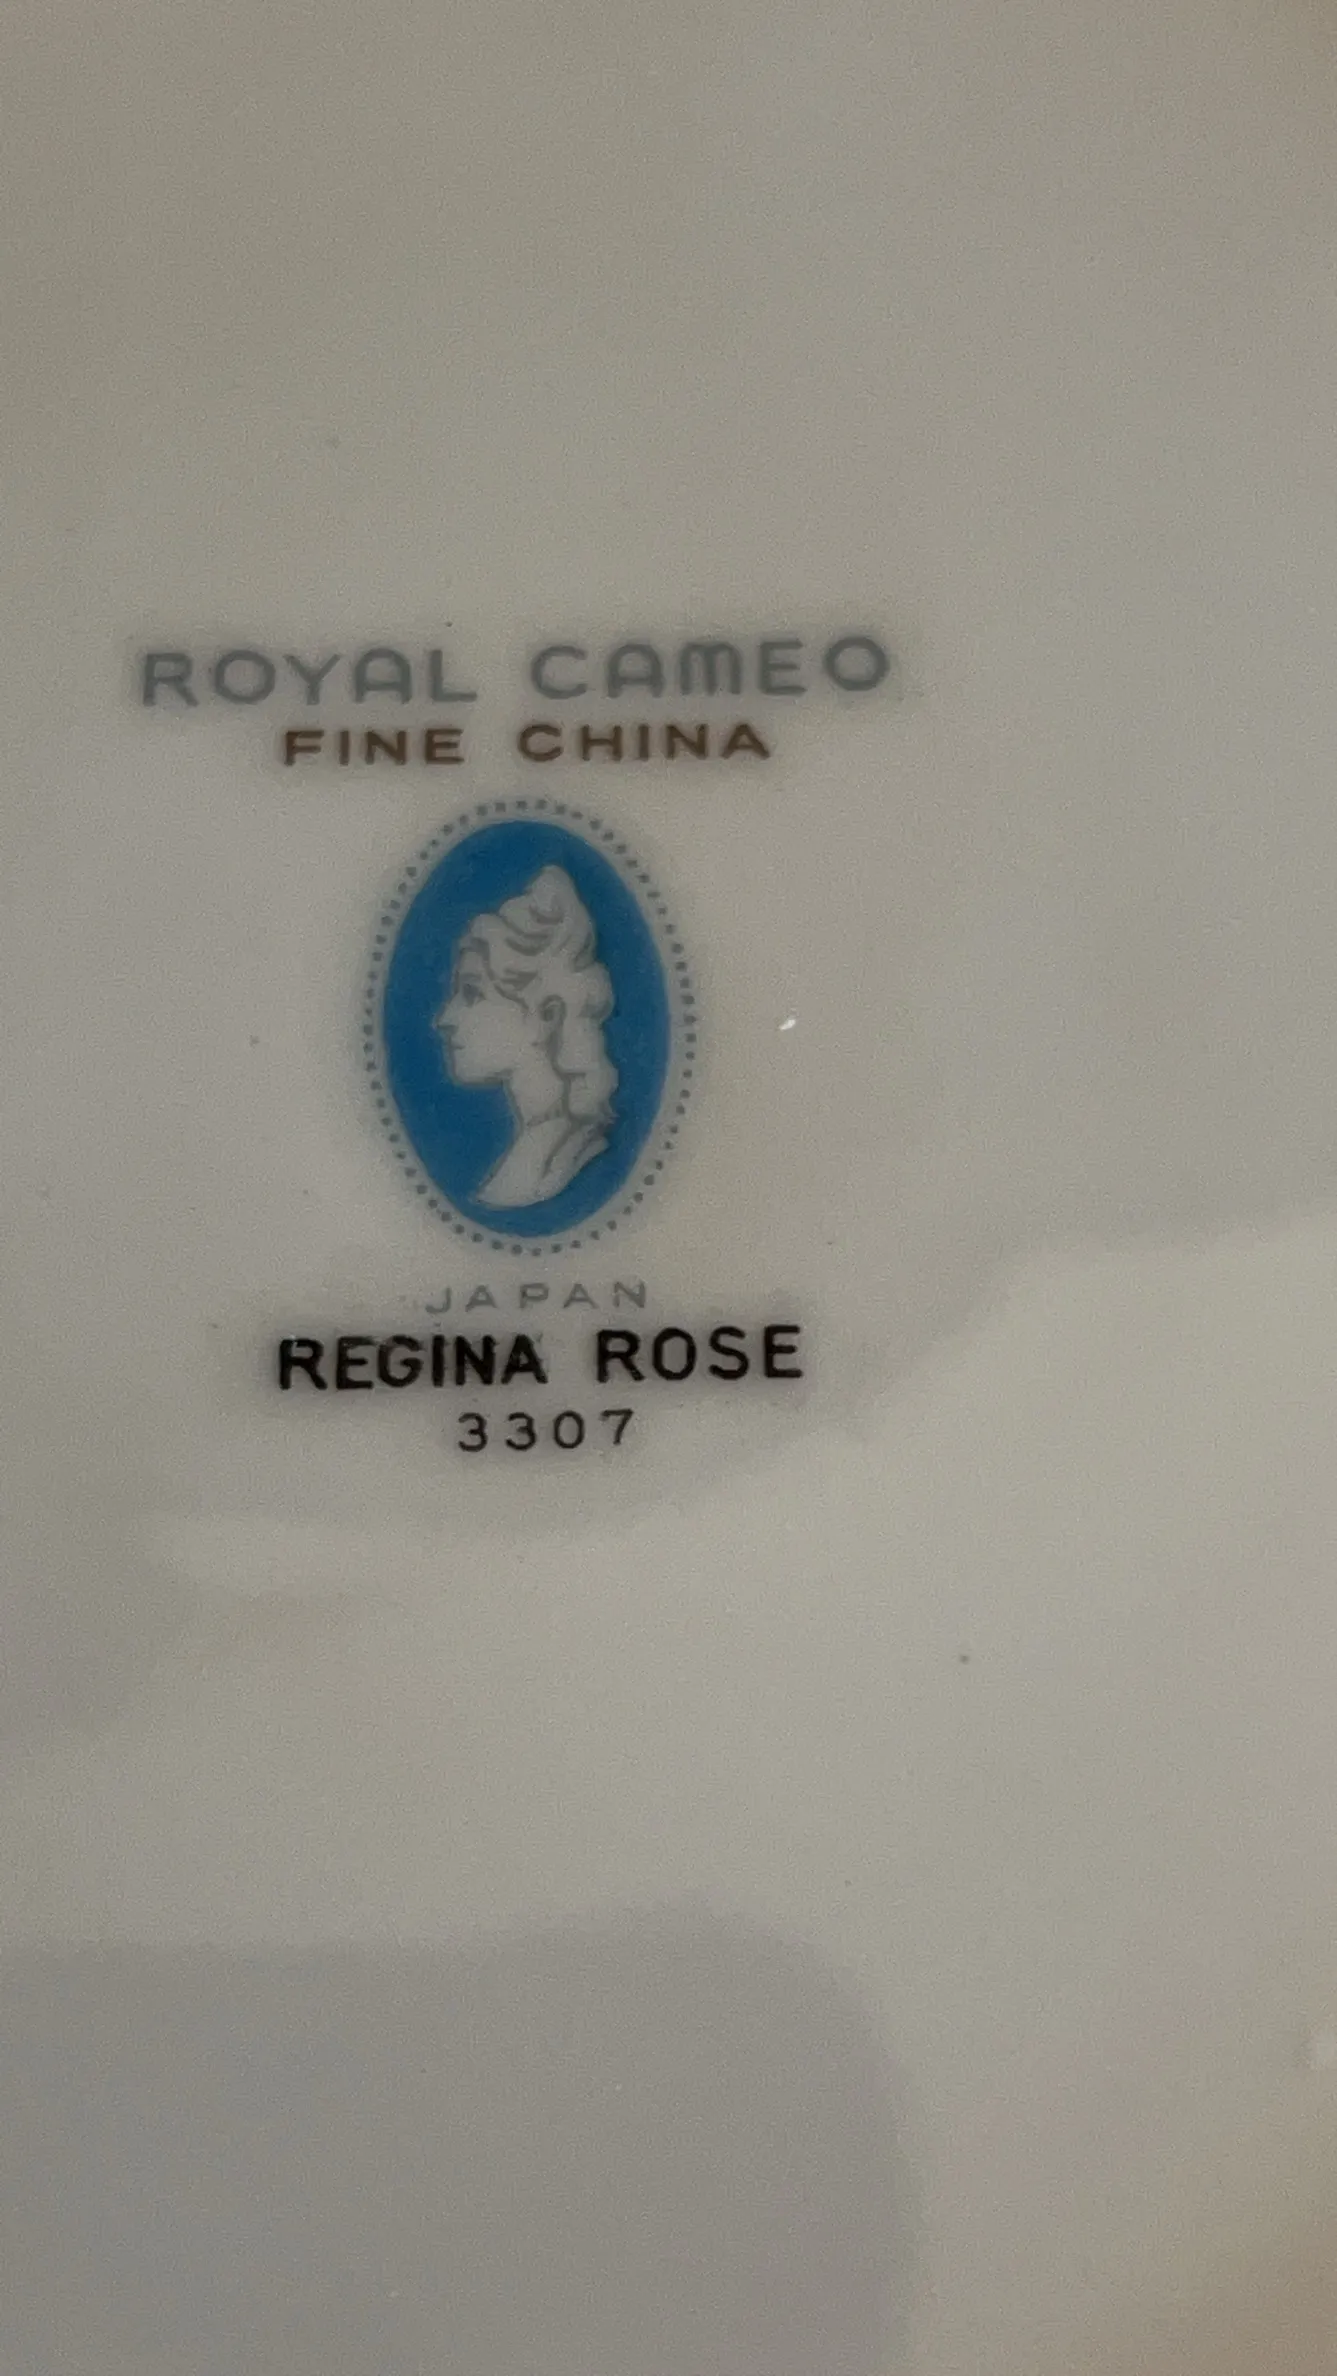 ROYAL CAMEO
FINE CHINA
JAPAN
REGINA ROSE
3307